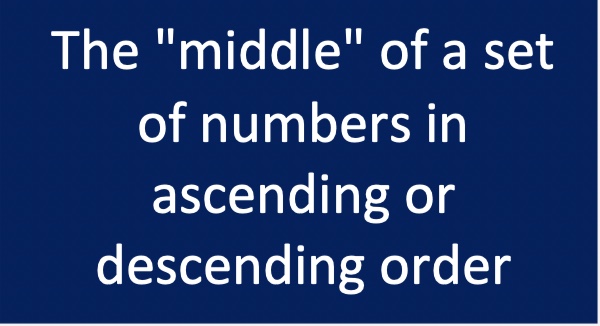 The "middle" of a set
of numbers in
ascending or
descending order